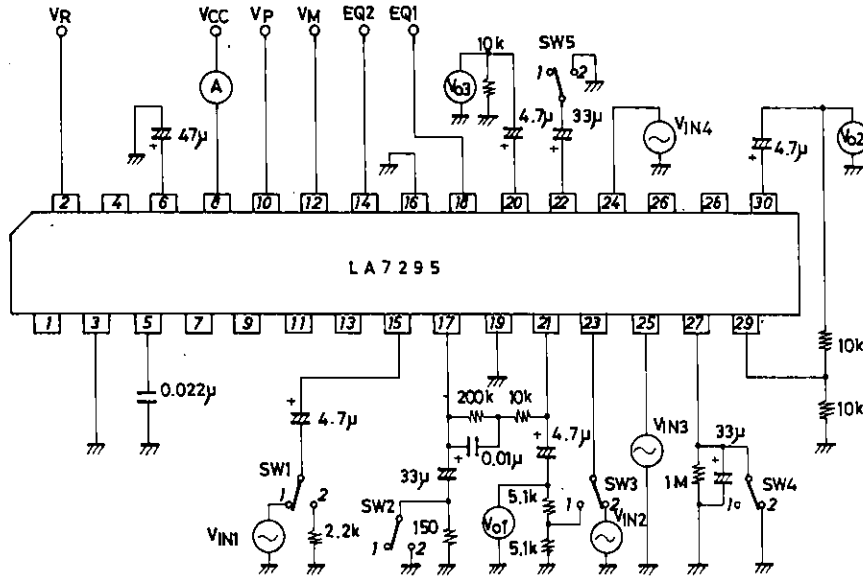 VR VCC VP VM EQ2 EQ1
10k SW5
A V03 1 2
47μ + 4.7μ + 33μ + VIN4 4.7μ + V02
2 4 6 8 10 12 14 16 18 20 22 24 26 28 30
LA7295
1 3 5 7 9 11 13 15 17 19 21 23 25 27 29
10k
0.022μ + 4.7μ 200k 10k 10k
+ 0.01μ + 4.7μ VIN3 33μ
SW1 33μ SW3 1M + SW4
1 2 SW2 5.1k 1 2 1 2
VIN1 2.2k 1 2 150 V01 5.1k VIN2